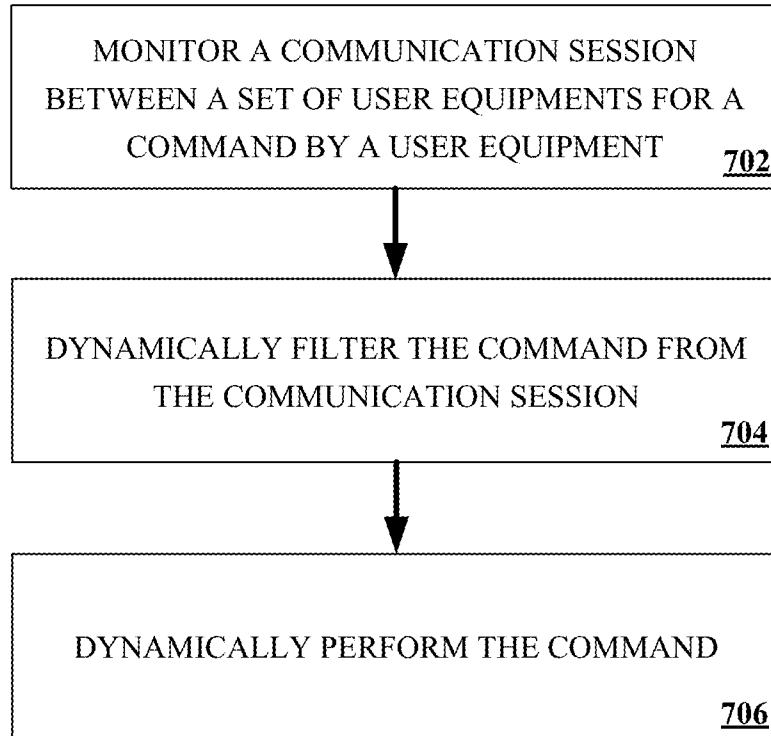 MONITOR A COMMUNICATION SESSION
BETWEEN A SET OF USER EQUIPMENTS FOR A
COMMAND BY A USER EQUIPMENT
702
DYNAMICALLY FILTER THE COMMAND FROM
THE COMMUNICATION SESSION
704
DYNAMICALLY PERFORM THE COMMAND
706